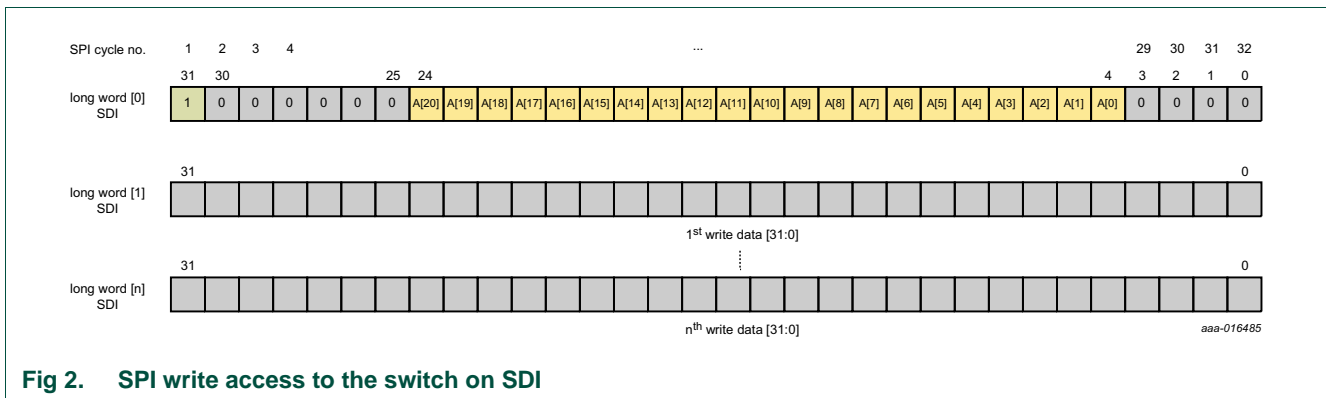 SPI cycle no. 1 2 3 4 ... 29 30 31 32
31 30 25 24 4 3 2 1 0
long word [0]
SDI
1 0 0 0 0 0 0 A[20] A[19] A[18] A[17] A[16] A[15] A[14] A[13] A[12] A[11] A[10] A[9] A[8] A[7] A[6] A[5] A[4] A[3] A[2] A[1] A[0] 0 0 0 0
31 0
long word [1]
SDI
1st write data [31:0]
31 0
long word [n]
SDI
nth write data [31:0]
aaa-016485
Fig 2. SPI write access to the switch on SDI